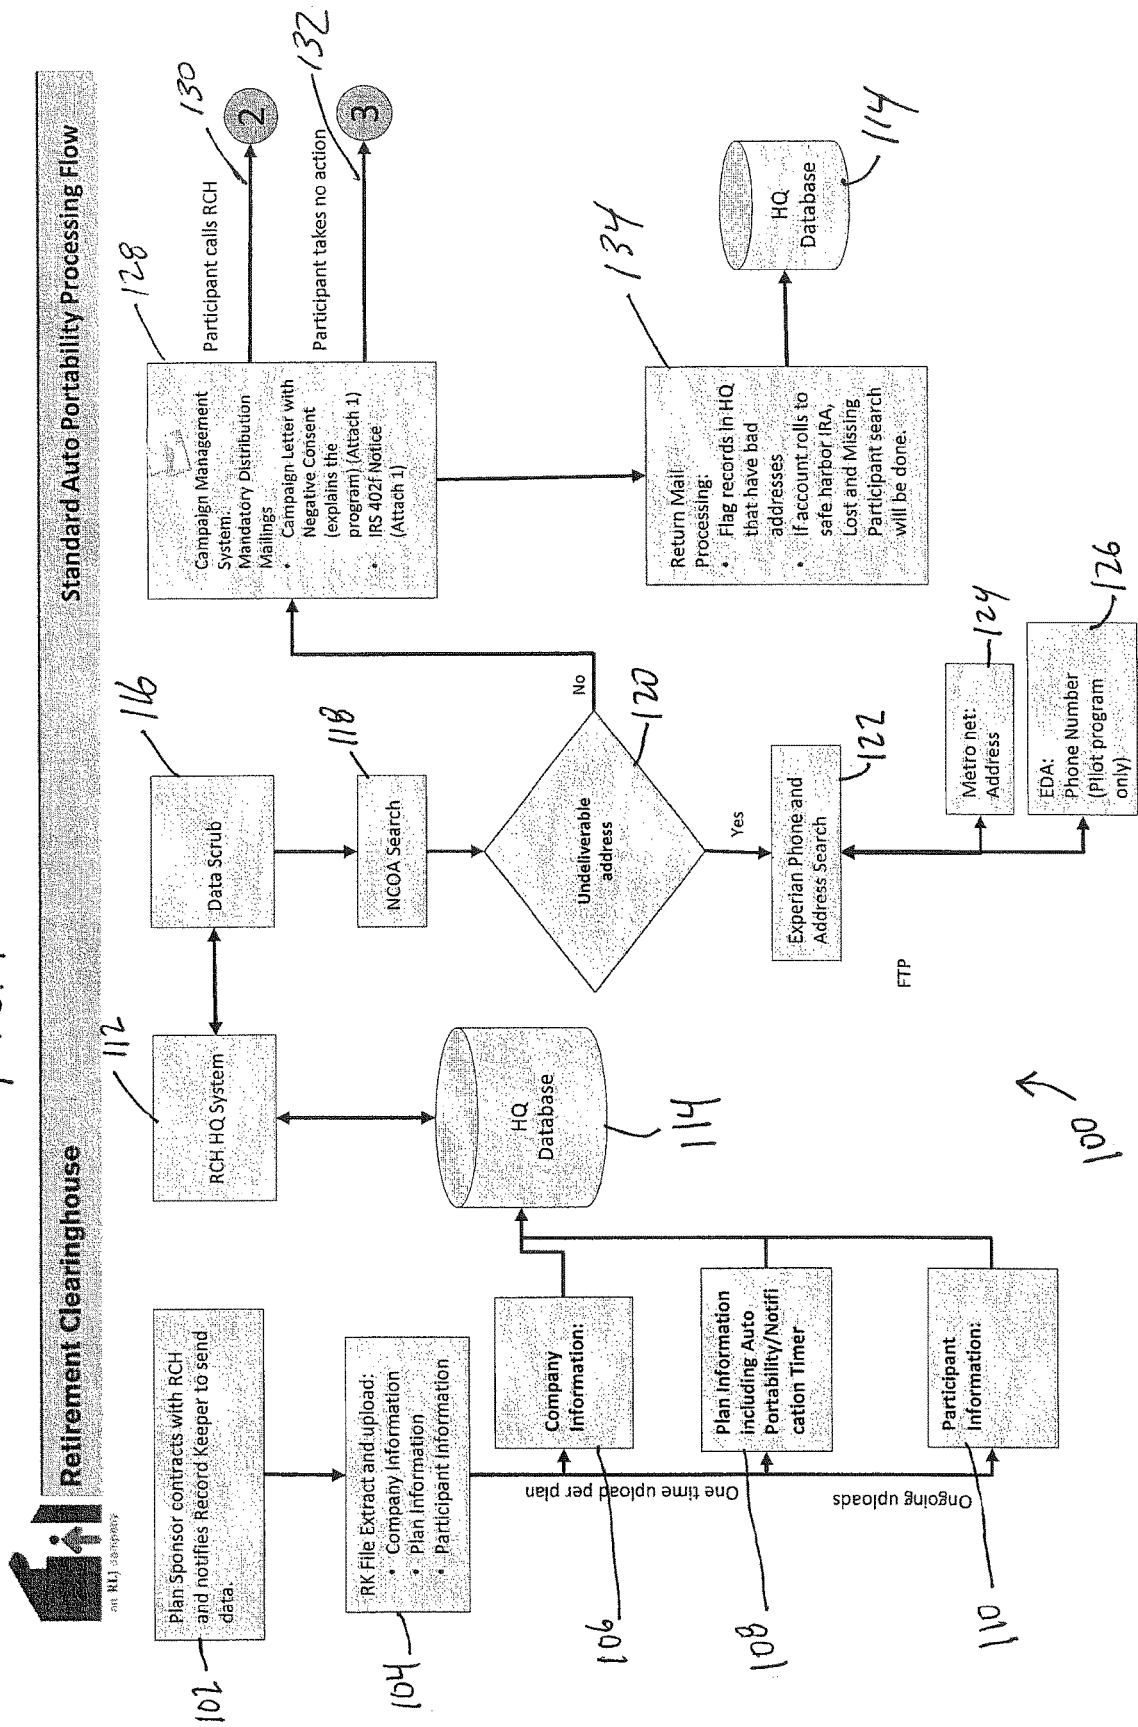 Retirement Clearinghouse
Standard Auto Portability Processing Flow
an RLJ company
102
Plan Sponsor contracts with RCH
and notifies Record Keeper to send
data.
104
RK File Extract and upload:
• Company Information
• Plan Information
• Participant Information
One time upload per plan
Ongoing uploads
106
Company
Information:
108
Plan Information
including Auto
Portability/Notifi
cation Timer
110
Participant
Information:
112
RCH HQ System
HQ
Database
114
100
116
Data Scrub
118
NCOA Search
Undeliverable
address
120
No
Yes
Experian Phone and
Address Search
122
FTP
Metro net:
Address
124
EDA:
Phone Number
(Pilot program
only)
126
128
Campaign Management
System:
Mandatory Distribution
Mailings
• Campaign Letter with
Negative Consent
(explains the
program) (Attach 1)
• IRS 402f Notice
(Attach 1)
Participant calls RCH
130
2
Participant takes no action
132
3
134
Return Mail
Processing:
• Flag records in HQ
that have bad
addresses
• If account rolls to
safe harbor IRA,
Lost and Missing
Participant search
will be done.
HQ
Database
114